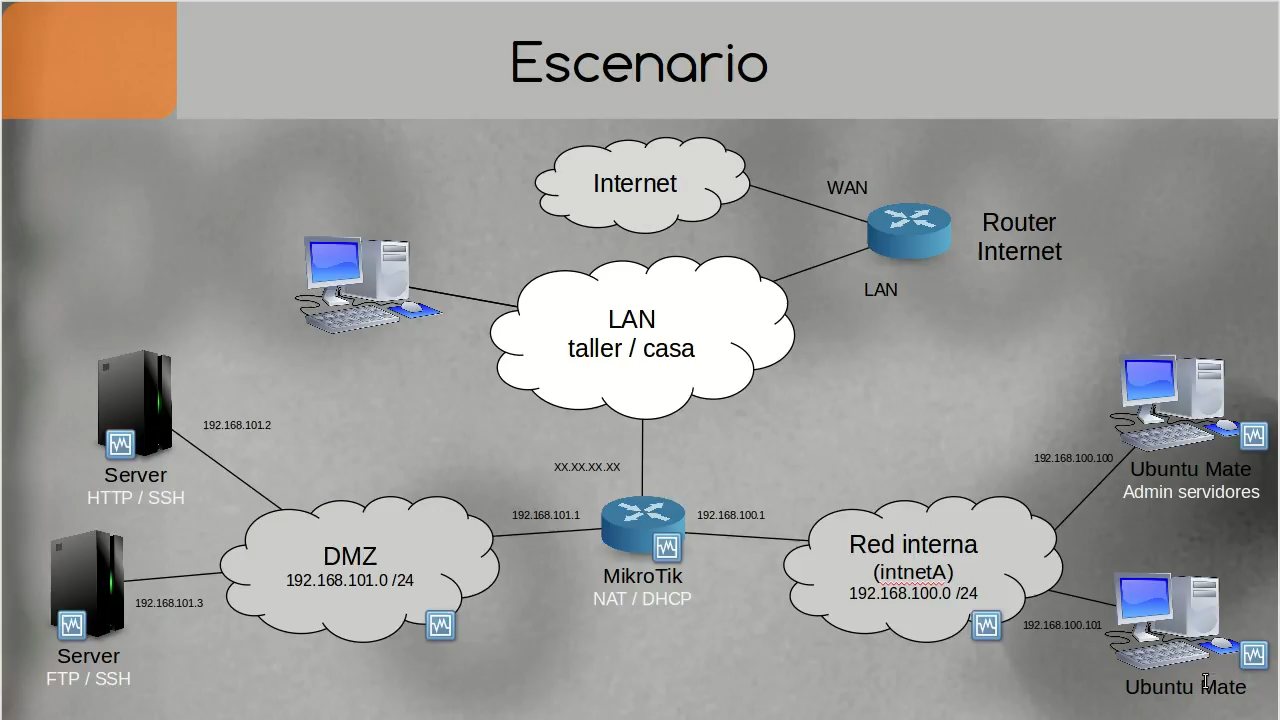 Escenario
Internet
WAN
Router
Internet
LAN
LAN
taller / casa
192.168.101.2
Server
HTTP / SSH
XX.XX.XX.XX
192.168.100.100
Ubuntu Mate
Admin servidores
192.168.101.1
192.168.100.1
DMZ
192.168.101.0 /24
MikroTik
NAT / DHCP
Red interna
(intnetA)
192.168.100.0 /24
192.168.101.3
Server
FTP / SSH
192.168.100.101
Ubuntu Mate